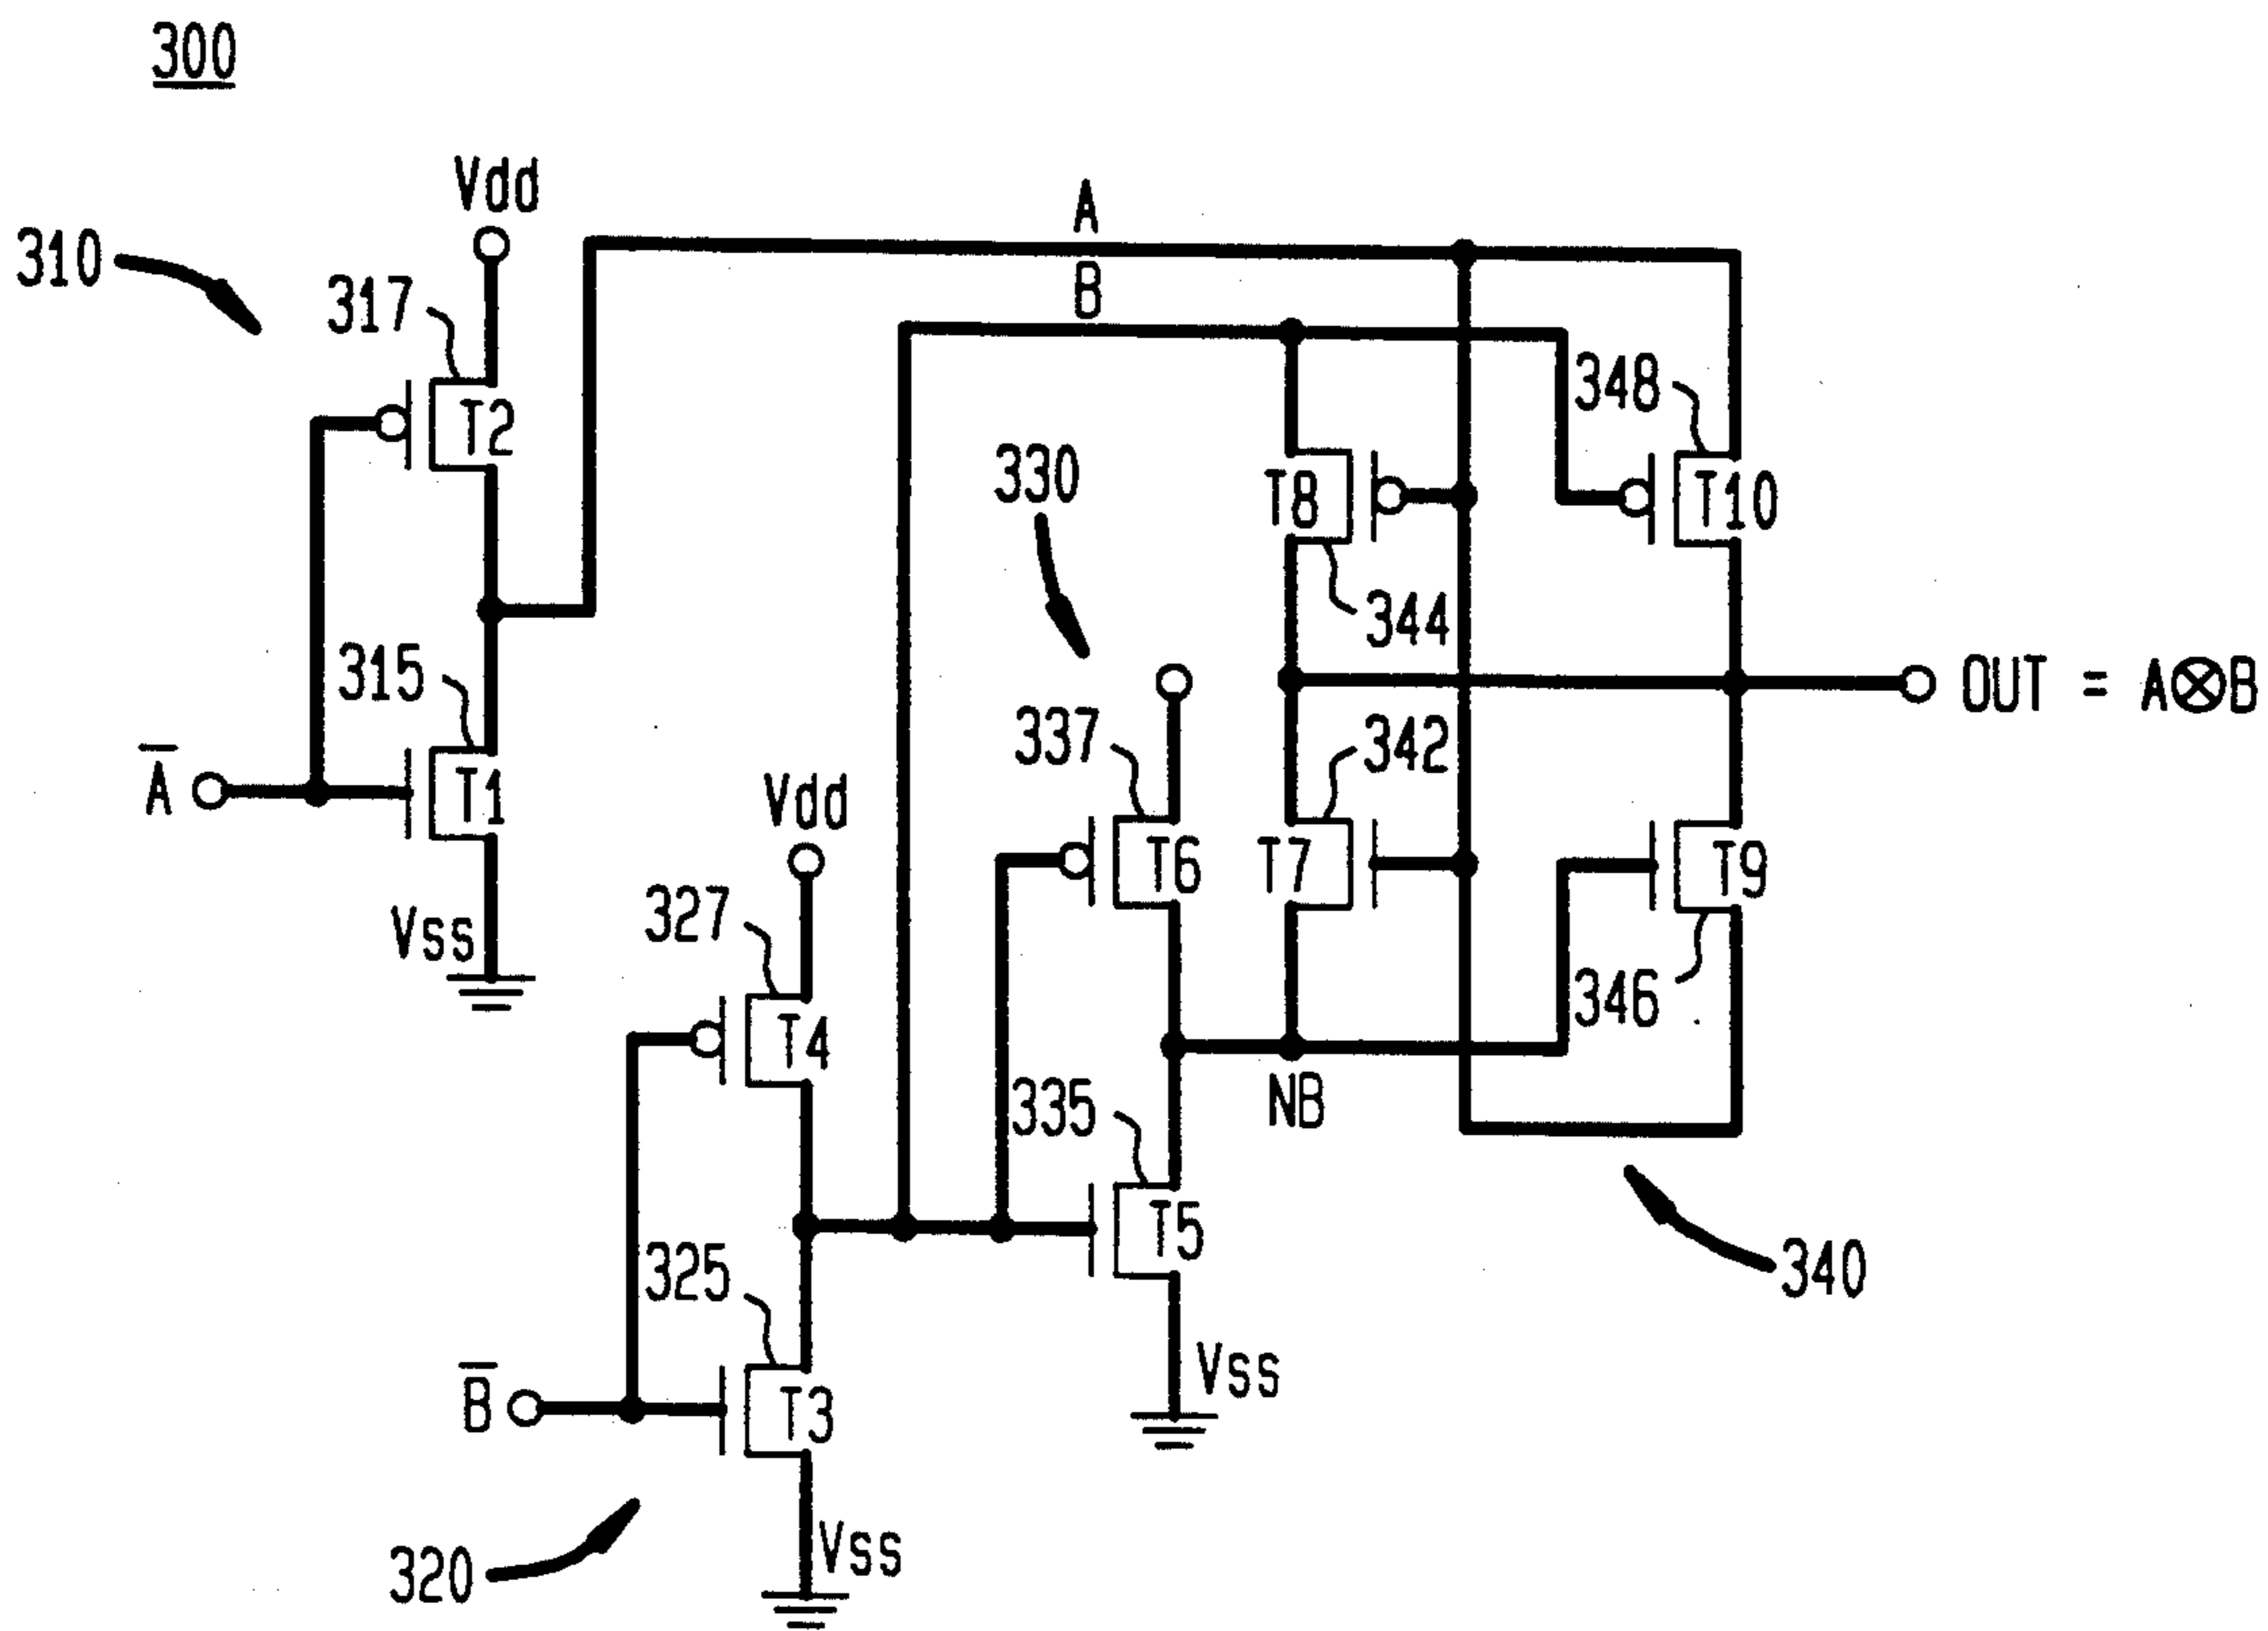 300
Vdd
310
317
T2
A
B
348
T10
330
T8
344
315
OUT = A⊗B
337
342
A̅
T1
Vdd
T6
T7
T9
327
Vss
346
T4
NB
335
T5
325
340
Vss
B̅
T3
Vss
320